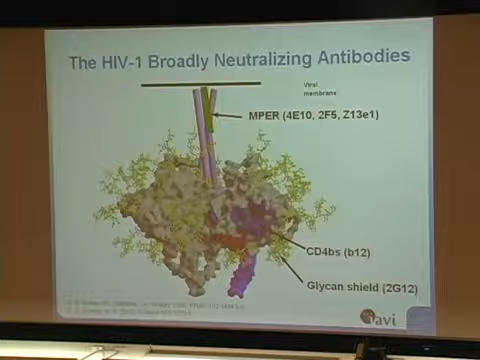 The HIV-1 Broadly Neutralizing Antibodies
Viral
membrane
MPER (4E10, 2F5, Z13e1)
CD4bs (b12)
Glycan shield (2G12)
iavi